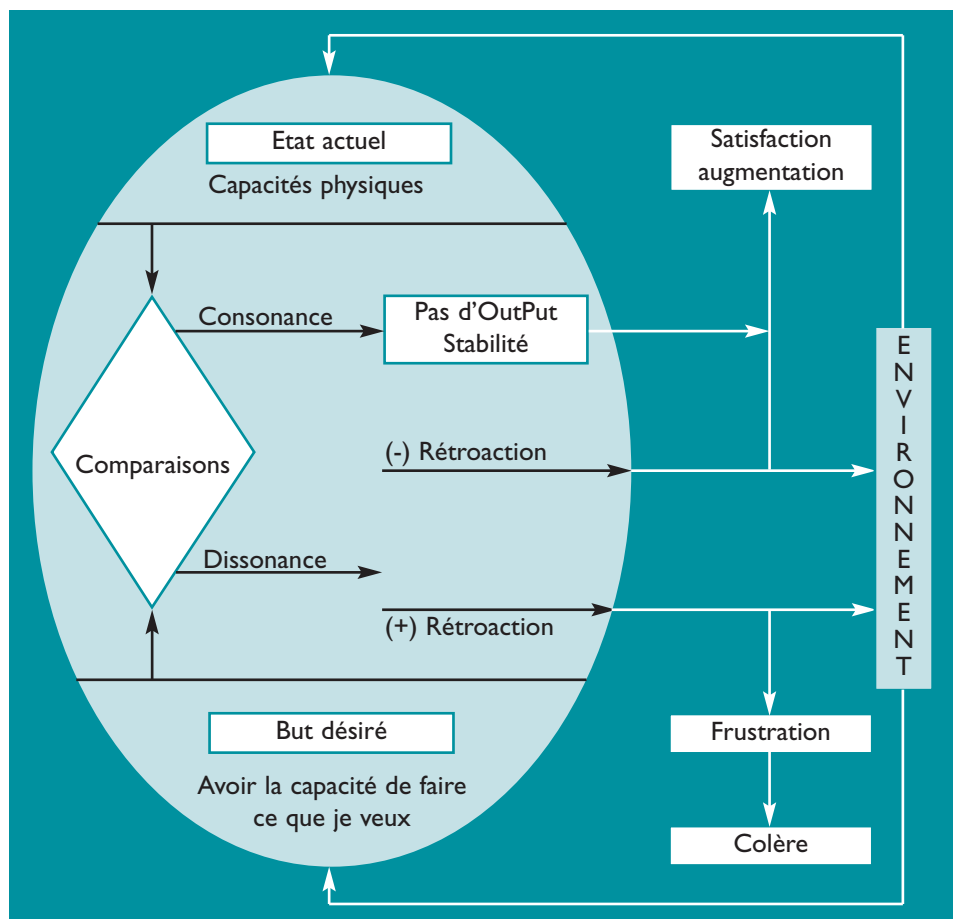 Etat actuel
Capacités physiques
Satisfaction
augmentation
Consonance
Pas d'OutPut
Stabilité
Comparaisons
(-) Rétroaction
Dissonance
(+) Rétroaction
ENVIRONNEMENT
But désiré
Avoir la capacité de faire
ce que je veux
Frustration
Colère